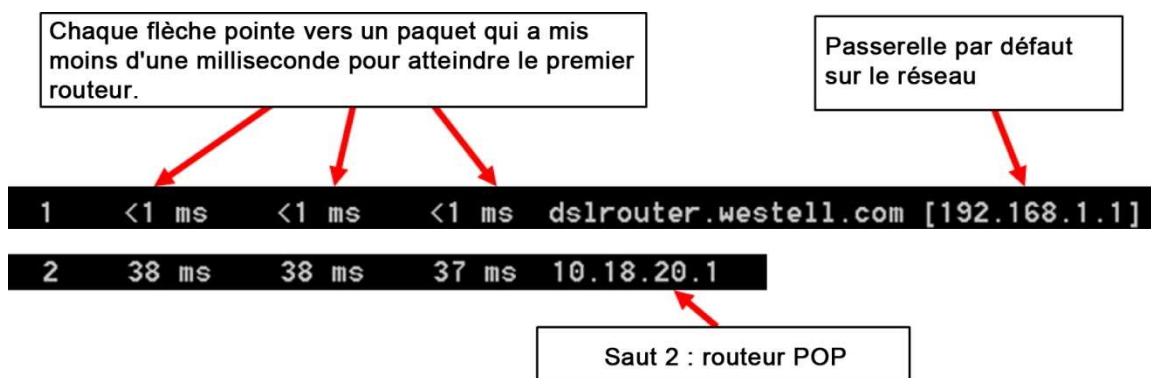 Chaque flèche pointe vers un paquet qui a mis
moins d'une milliseconde pour atteindre le premier
routeur.
Passerelle par défaut
sur le réseau
1 <1 ms <1 ms <1 ms dslrouter.westell.com [192.168.1.1]
2 38 ms 38 ms 37 ms 10.18.20.1
Saut 2 : routeur POP